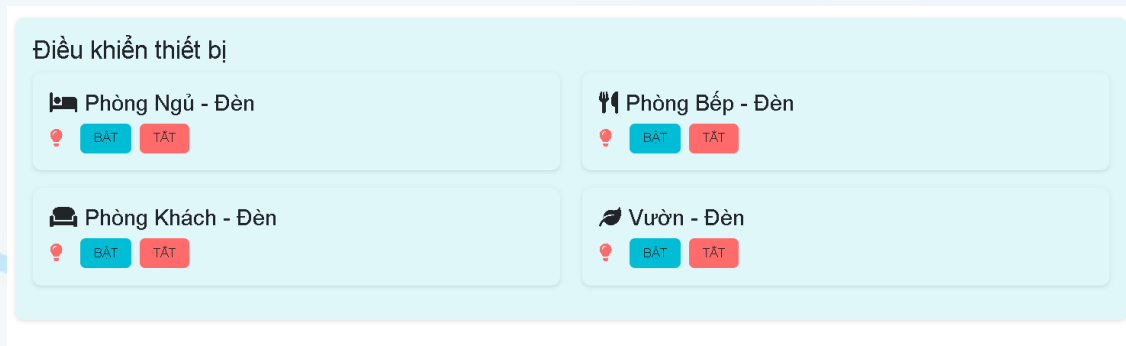 Điều khiển thiết bị
Phòng Ngủ - Đèn
BẬT TẮT
Phòng Bếp - Đèn
BẬT TẮT
Phòng Khách - Đèn
BẬT TẮT
Vườn - Đèn
BẬT TẮT